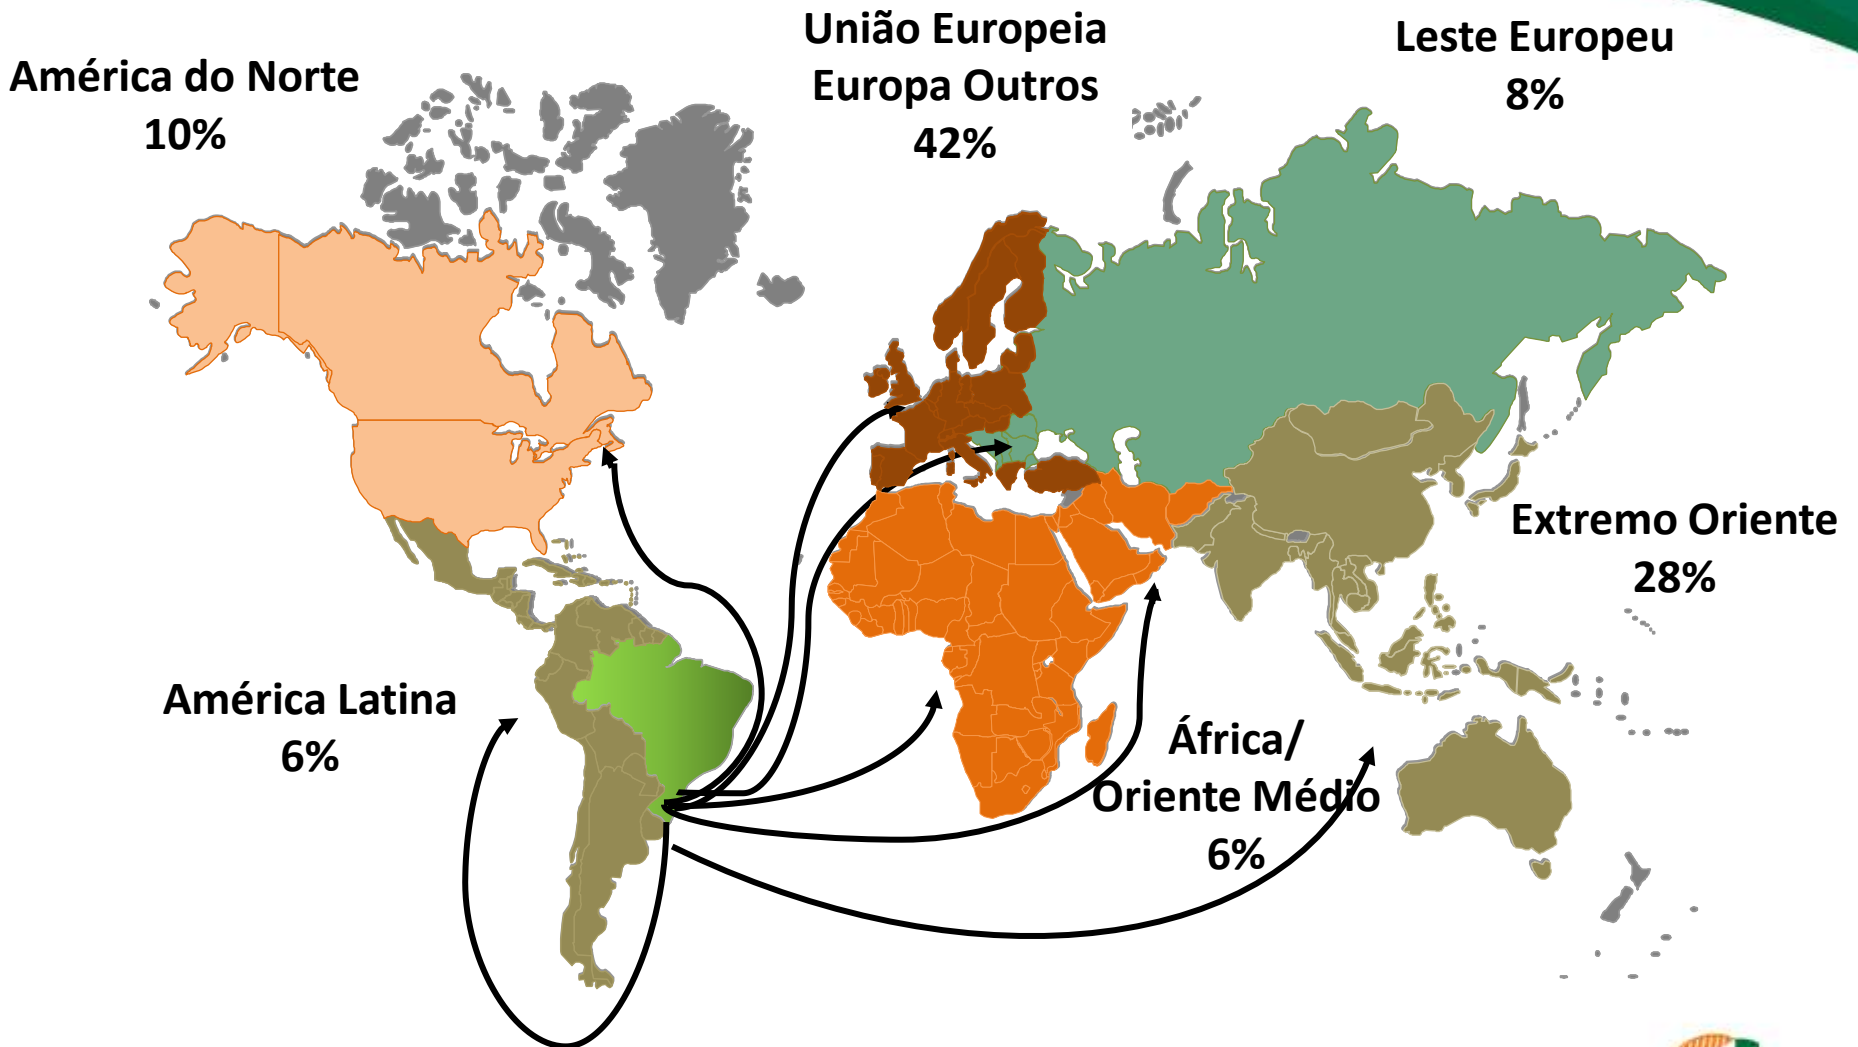 América do Norte
10%
União Europeia
Europa Outros
42%
Leste Europeu
8%
Extremo Oriente
28%
América Latina
6%
África/
Oriente Médio
6%